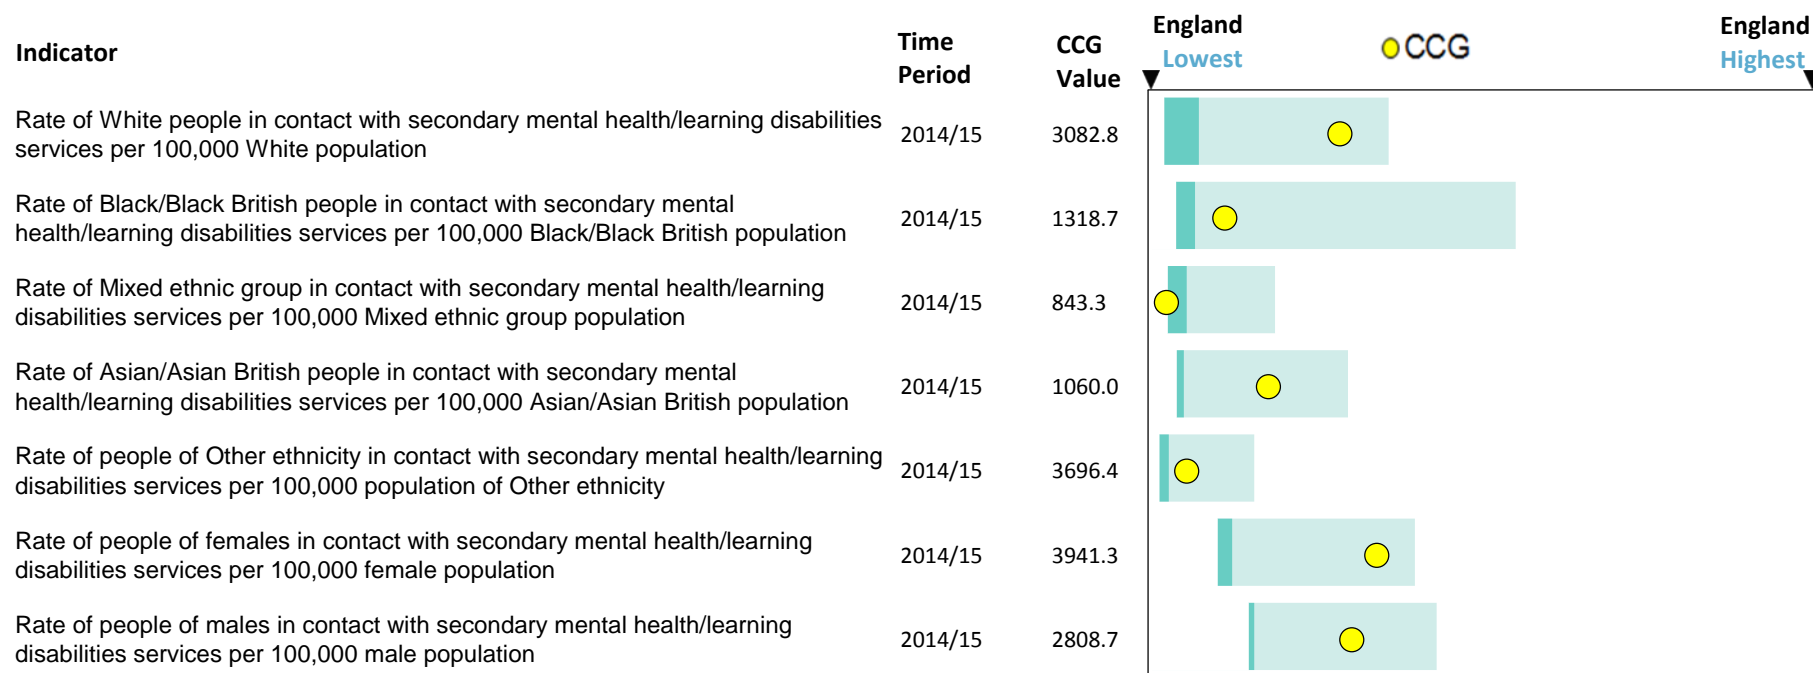 Indicator
Time Period
CCG Value
England Lowest
CCG
England Highest
Rate of White people in contact with secondary mental health/learning disabilities
services per 100,000 White population
2014/15
3082.8
Rate of Black/Black British people in contact with secondary mental
health/learning disabilities services per 100,000 Black/Black British population
2014/15
1318.7
Rate of Mixed ethnic group in contact with secondary mental health/learning
disabilities services per 100,000 Mixed ethnic group population
2014/15
843.3
Rate of Asian/Asian British people in contact with secondary mental
health/learning disabilities services per 100,000 Asian/Asian British population
2014/15
1060.0
Rate of people of Other ethnicity in contact with secondary mental health/learning
disabilities services per 100,000 population of Other ethnicity
2014/15
3696.4
Rate of people of females in contact with secondary mental health/learning
disabilities services per 100,000 female population
2014/15
3941.3
Rate of people of males in contact with secondary mental health/learning
disabilities services per 100,000 male population
2014/15
2808.7